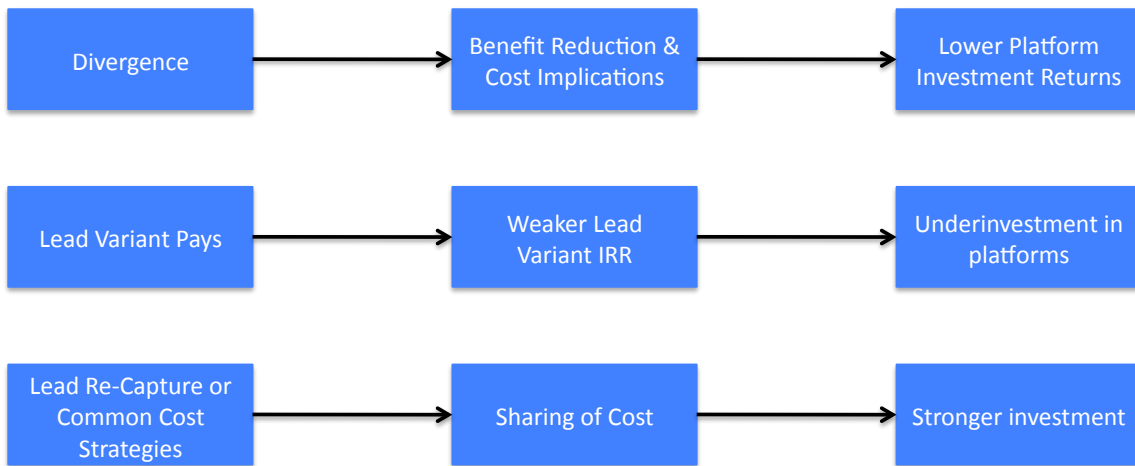 Divergence
Benefit Reduction &
Cost Implications
Lower Platform
Investment Returns
Lead Variant Pays
Weaker Lead
Variant IRR
Underinvestment in
platforms
Lead Re-Capture or
Common Cost
Strategies
Sharing of Cost
Stronger investment